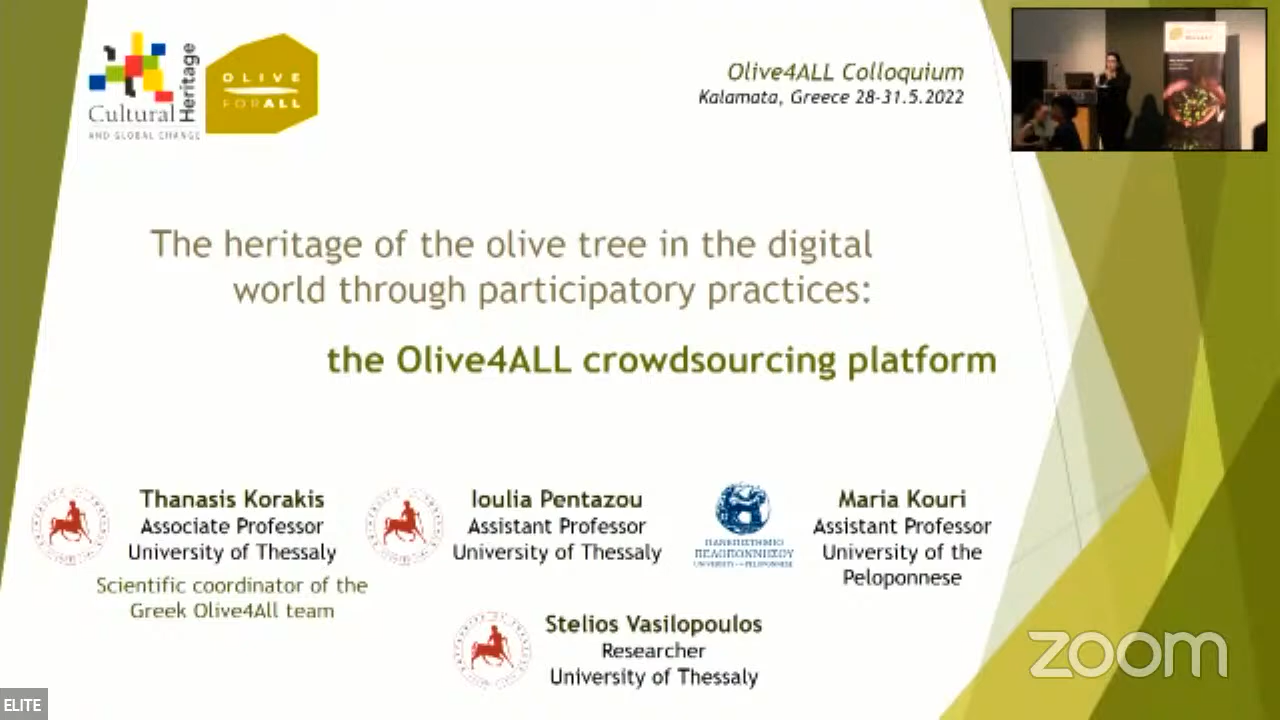 Cultural
Heritage
AND GLOBAL CHANGE
OLIVE
FORALL
Olive4ALL Colloquium
Kalamata, Greece 28-31.5.2022
The heritage of the olive tree in the digital
world through participatory practices:
the Olive4ALL crowdsourcing platform
Thanasis Korakis
Associate Professor
University of Thessaly
Scientific coordinator of the
Greek Olive4All team
Ioulia Pentazou
Assistant Professor
University of Thessaly
ΠΑΝΕΠΙΣΤΗΜΙΟ
ΠΕΛΟΠΟΝΝΗΣΟΥ
Maria Kouri
Assistant Professor
University of the
Peloponnese
Stelios Vasilopoulos
Researcher
University of Thessaly
zoom
ELITE